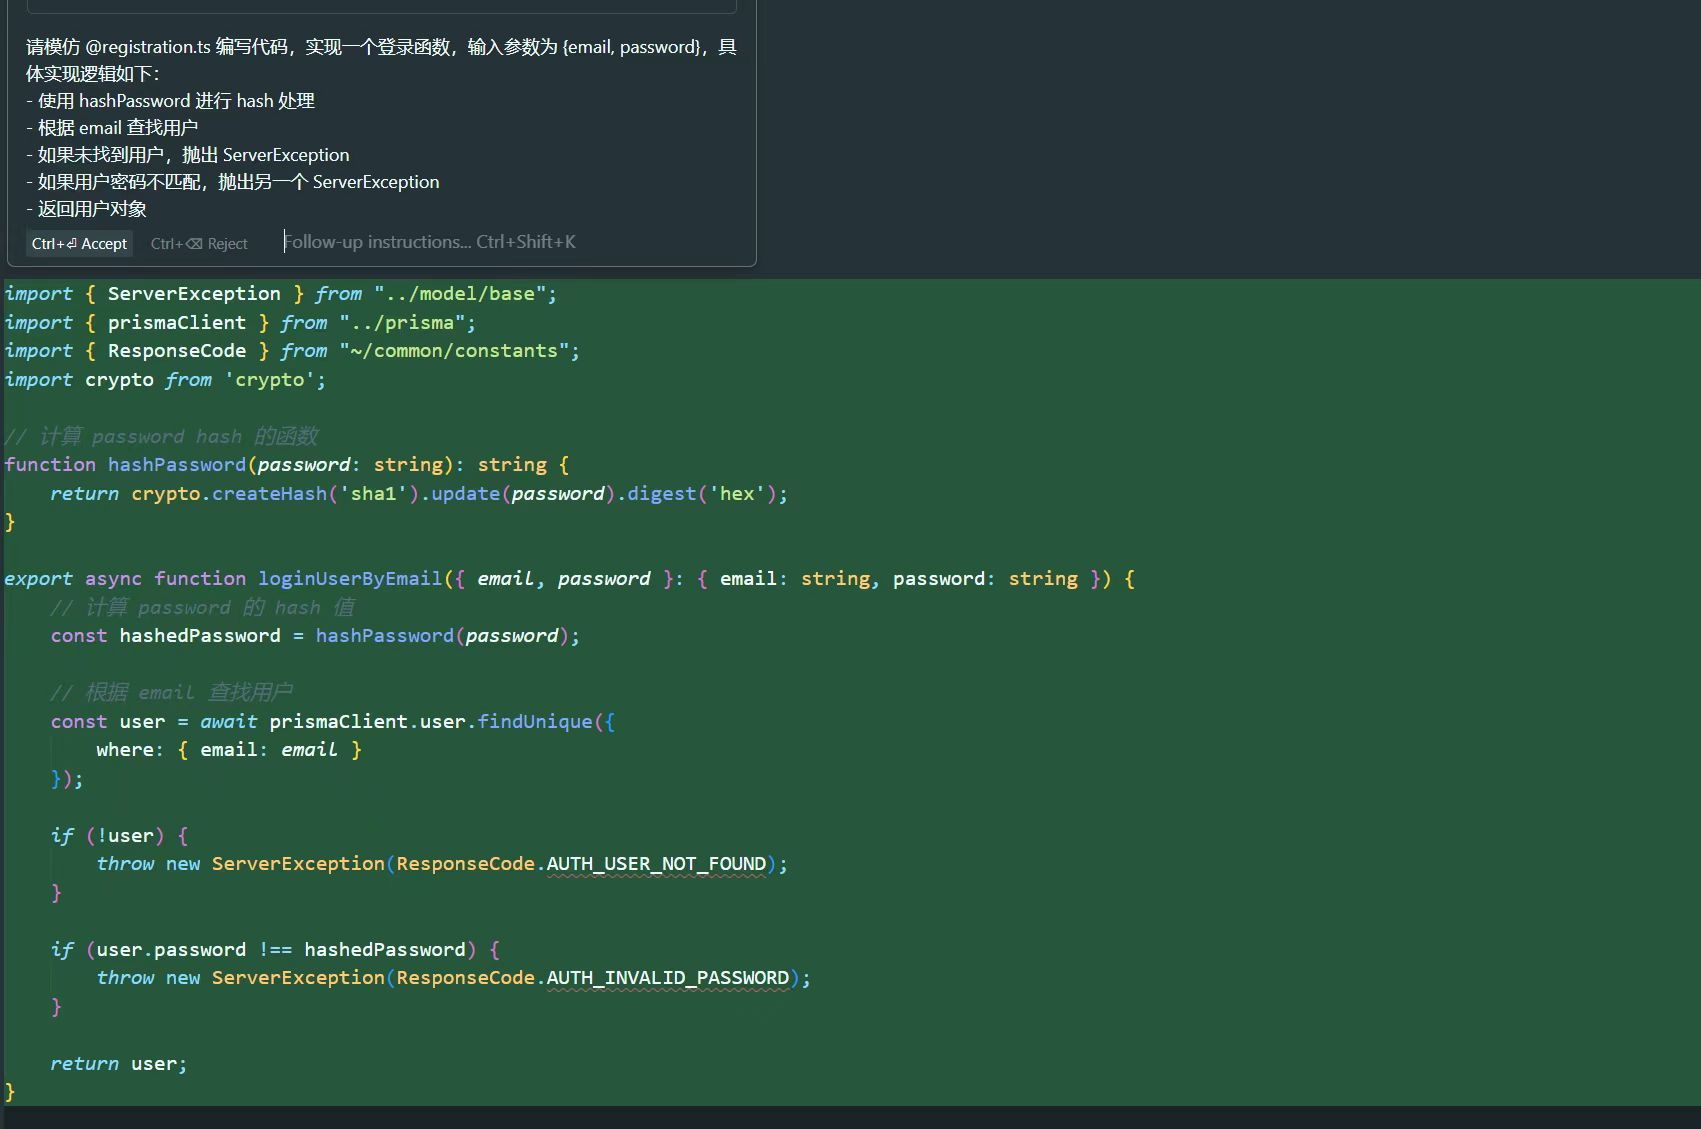 请模仿 @registration.ts 编写代码，实现一个登录函数，输入参数为 {email, password}，具
体实现逻辑如下：
- 使用 hashPassword 进行 hash 处理
- 根据 email 查找用户
- 如果未找到用户，抛出 ServerException
- 如果用户密码不匹配，抛出另一个 ServerException
- 返回用户对象
Ctrl+⏎ Accept Ctrl+⌫ Reject Follow-up instructions... Ctrl+Shift+K
import { ServerException } from "../model/base";
import { prismaClient } from "../prisma";
import { ResponseCode } from "~/common/constants";
import crypto from 'crypto';
// 计算 password hash 的函数
function hashPassword(password: string): string {
    return crypto.createHash('sha1').update(password).digest('hex');
}
export async function loginUserByEmail({ email, password }: { email: string, password: string }) {
    // 计算 password 的 hash 值
    const hashedPassword = hashPassword(password);
    // 根据 email 查找用户
    const user = await prismaClient.user.findUnique({
        where: { email: email }
    });
    if (!user) {
        throw new ServerException(ResponseCode.AUTH_USER_NOT_FOUND);
    }
    if (user.password !== hashedPassword) {
        throw new ServerException(ResponseCode.AUTH_INVALID_PASSWORD);
    }
    return user;
}